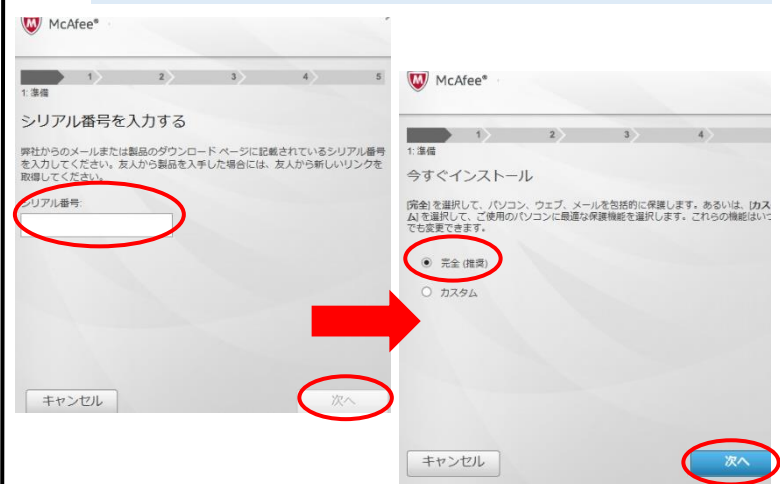 McAfee®
1 2 3 4 5
1: 準備
シリアル番号を入力する
弊社からのメールまたは製品のダウンロード ページに記載されているシリアル番号
を入力してください。友人から製品を入手した場合には、友人から新しいリンクを
取得してください。
シリアル番号:
キャンセル
次へ
McAfee®
1 2 3 4
1: 準備
今すぐインストール
[完全] を選択して、パソコン、ウェブ、メールを包括的に保護します。あるいは、[カス
ム] を選択して、ご使用のパソコンに最適な保護機能を選択します。これらの機能はいつ
でも変更できます。
完全 (推奨)
カスタム
キャンセル
次へ